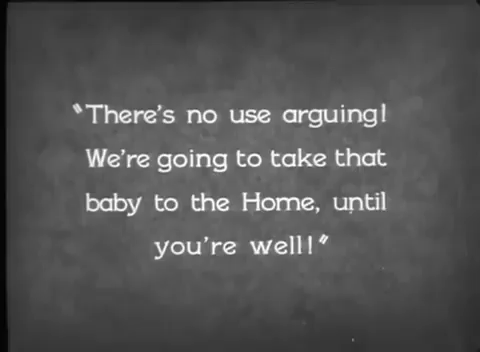 "There's no use arguing!
We're going to take that
baby to the Home, until
you're well!"